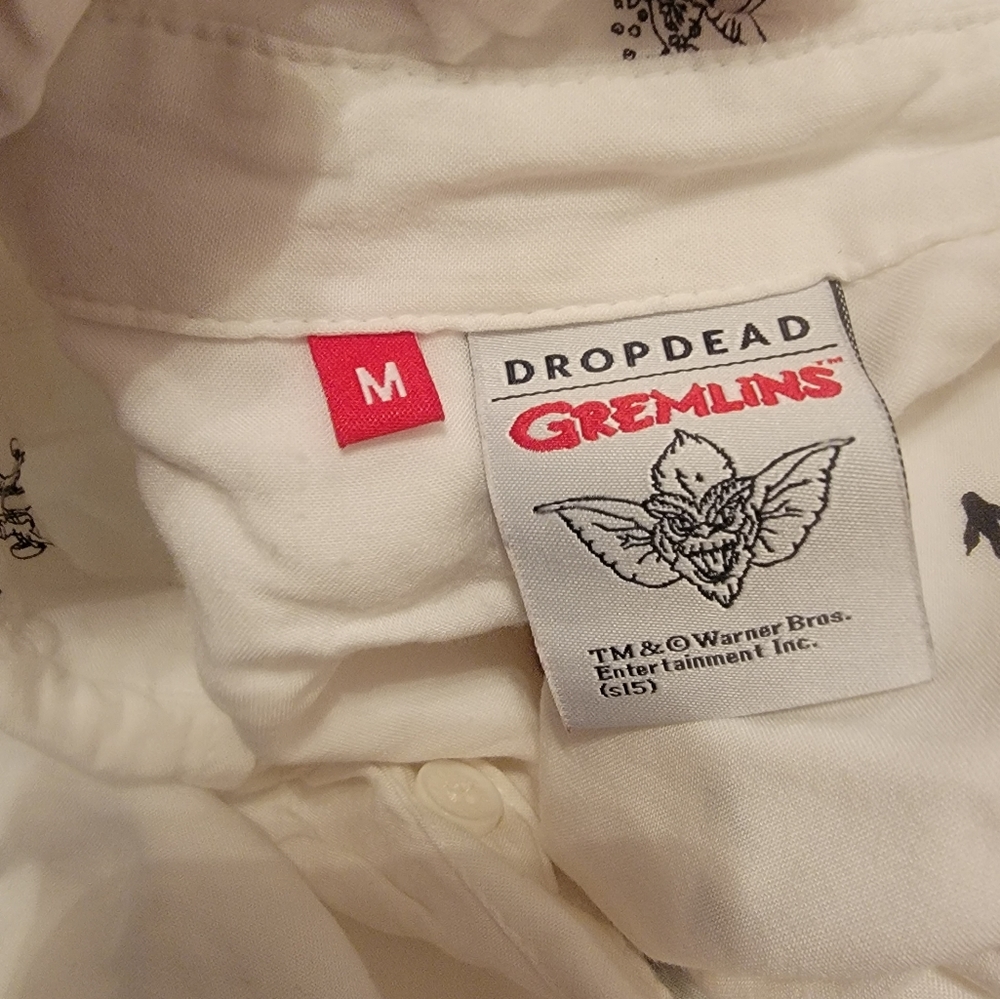 M
DROPDEAD
GREMLINS™
TM & © Warner Bros.
Entertainment Inc.
(s15)